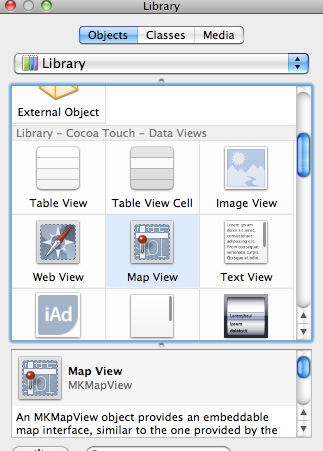 Library
Objects Classes Media
Library
External Object
Library – Cocoa Touch – Data Views
Table View Table View Cell Image View
Web View Map View Text View
iAd
Map View
MKMapView
An MKMapView object provides an embeddable
map interface, similar to the one provided by the